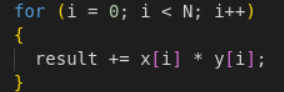 for (i = 0; i < N; i++)
{
  result += x[i] * y[i];
}